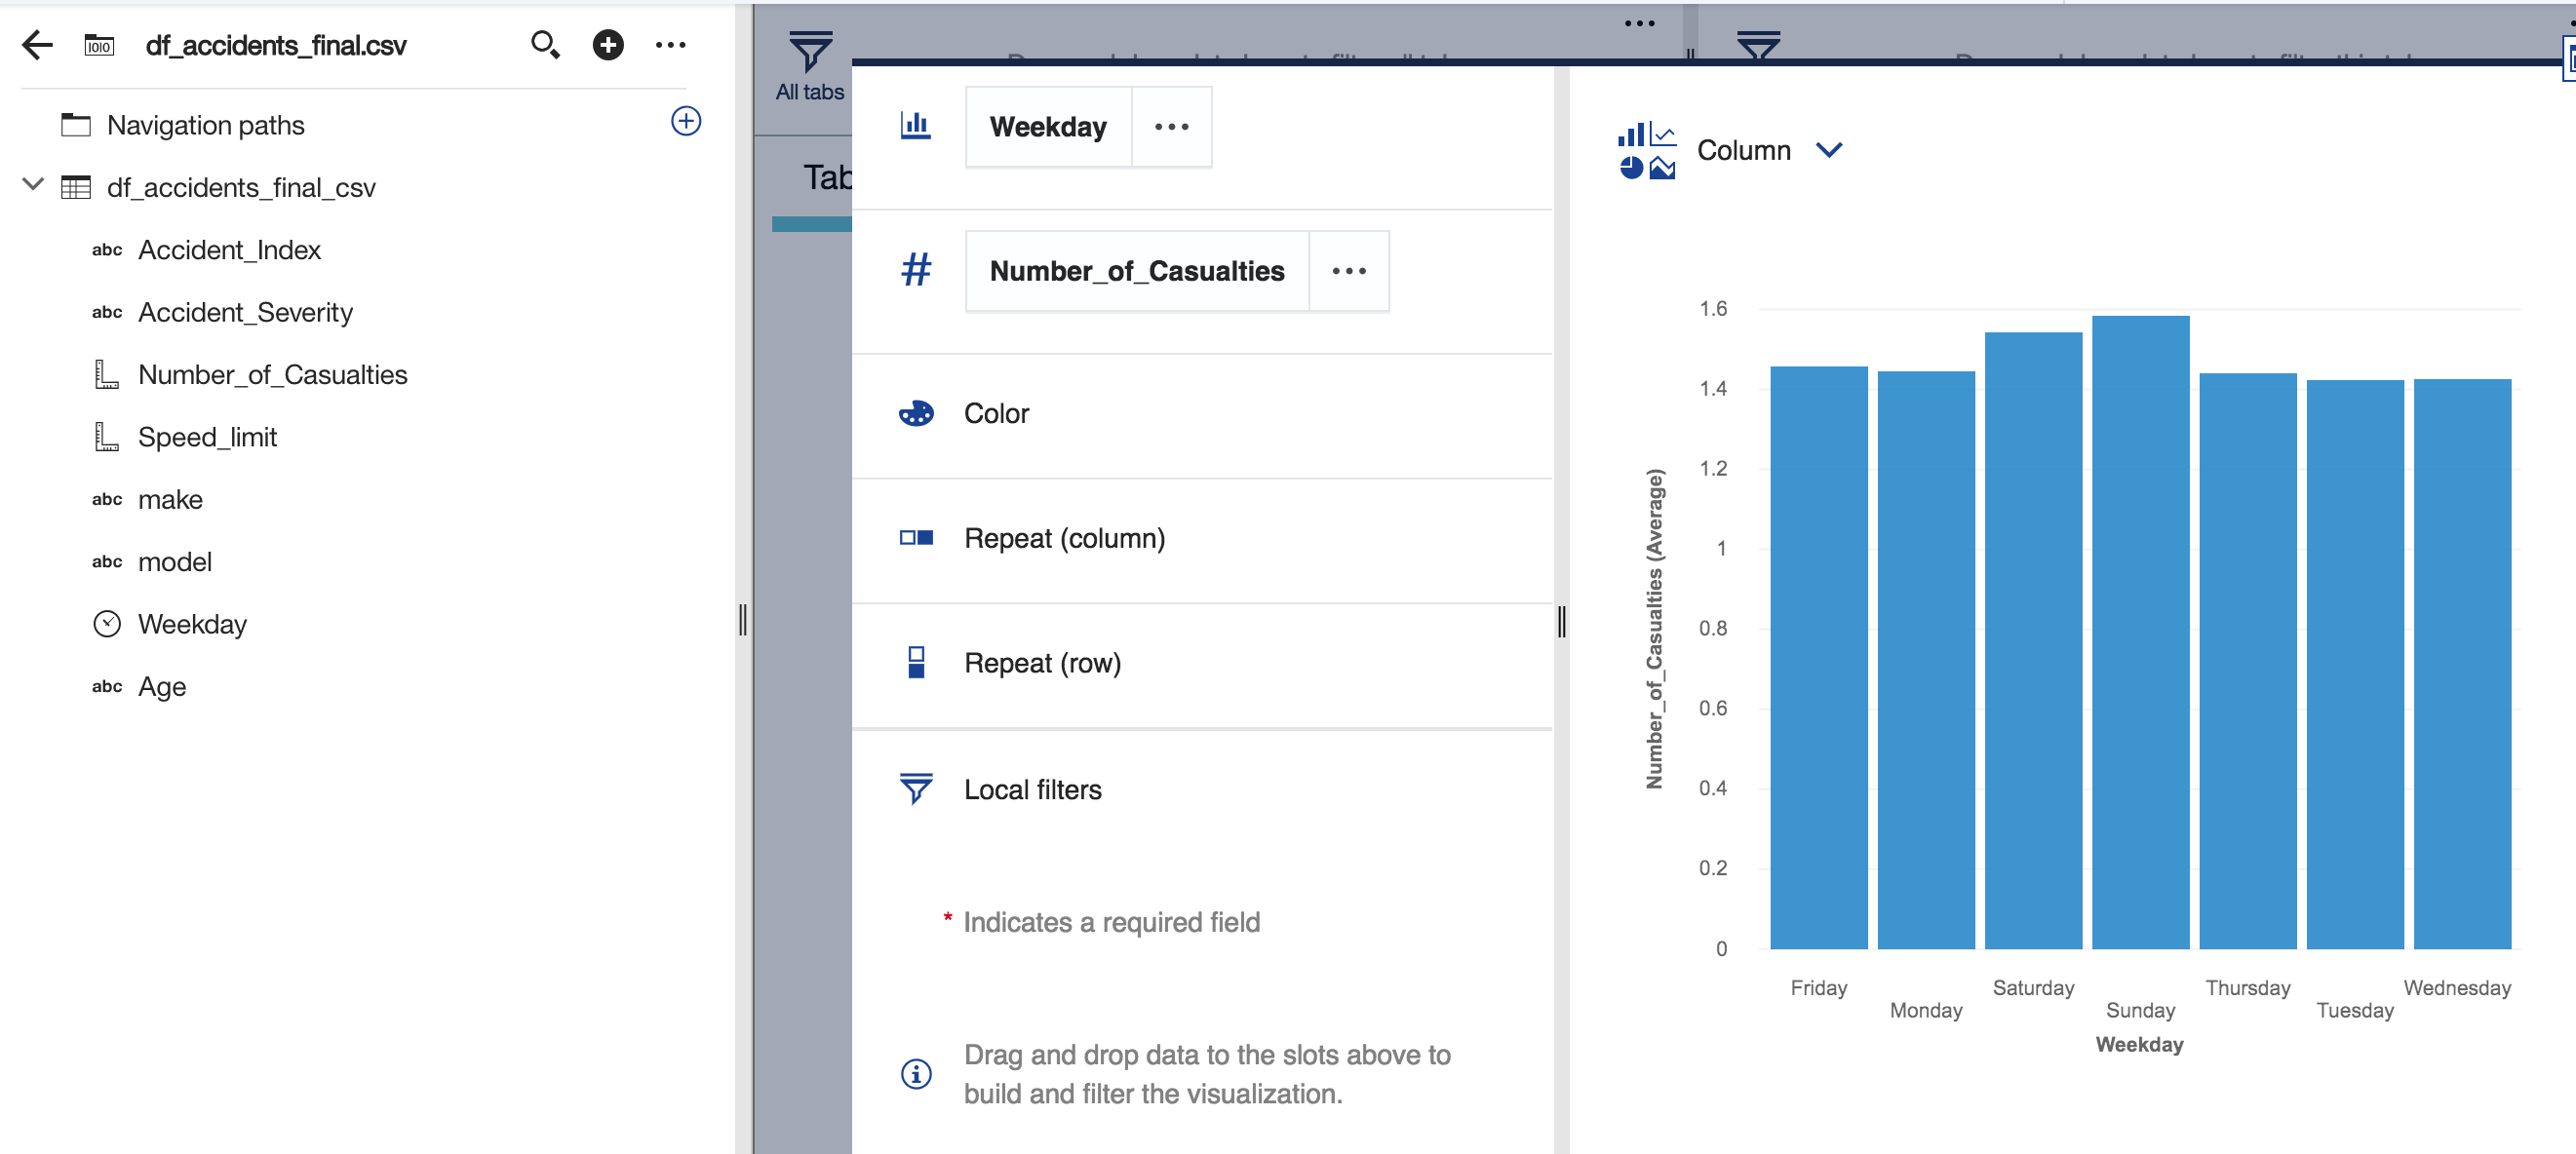 df_accidents_final.csv
Navigation paths
df_accidents_final_csv
abc Accident_Index
abc Accident_Severity
Number_of_Casualties
Speed_limit
abc make
abc model
Weekday
abc Age
All tabs
Tab
Weekday
# Number_of_Casualties
Color
Repeat (column)
Repeat (row)
Local filters
* Indicates a required field
Drag and drop data to the slots above to
build and filter the visualization.
Column
Number_of_Casualties (Average)
1.6
1.4
1.2
1
0.8
0.6
0.4
0.2
0
Friday
Monday
Saturday
Sunday
Thursday
Tuesday
Wednesday
Weekday